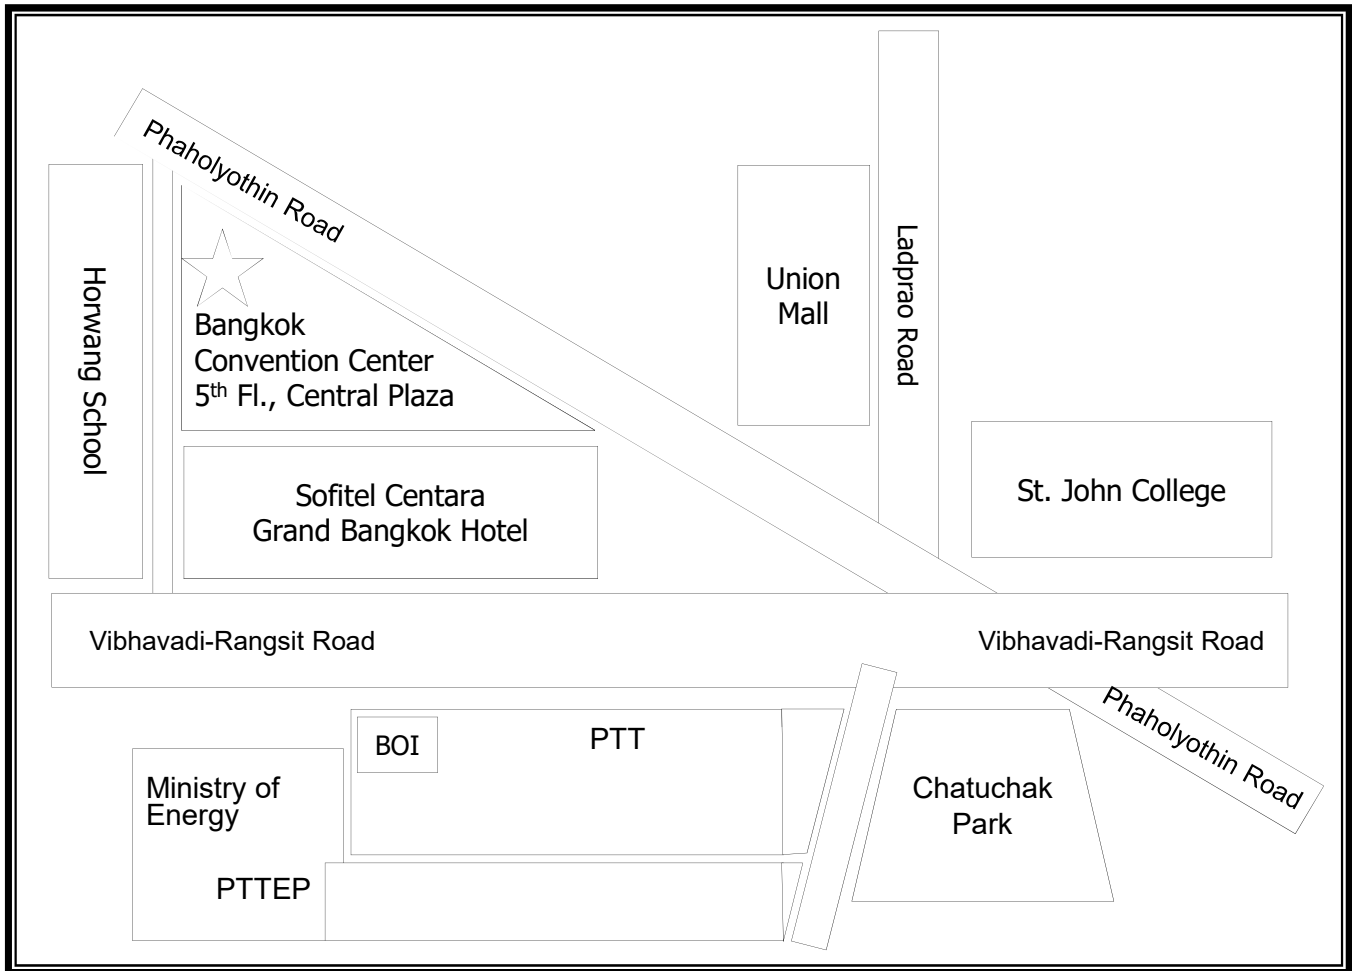 Phaholyothin Road
Horwang School
Bangkok
Convention Center
5th Fl., Central Plaza
Union
Mall
Ladprao Road
St. John College
Sofitel Centara
Grand Bangkok Hotel
Vibhavadi-Rangsit Road
Vibhavadi-Rangsit Road
Phaholyothin Road
BOI
PTT
Ministry of
Energy
PTTEP
Chatuchak
Park